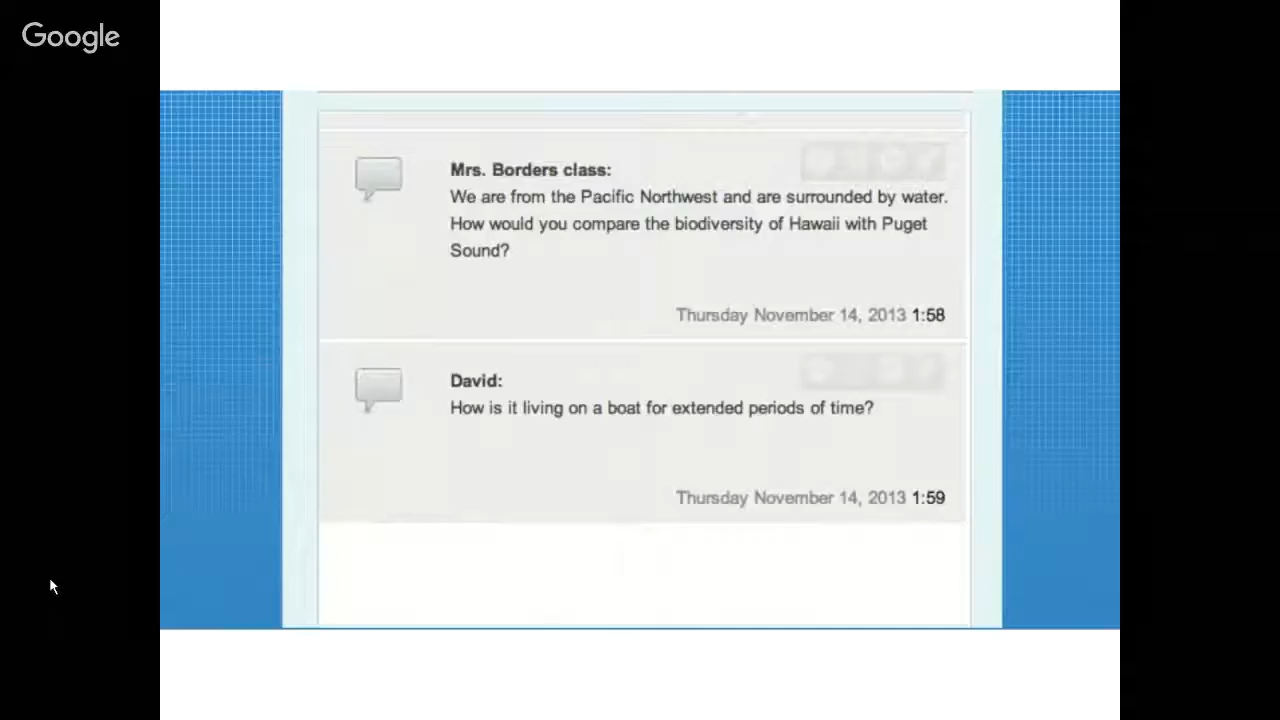 Google
Mrs. Borders class:
We are from the Pacific Northwest and are surrounded by water.
How would you compare the biodiversity of Hawaii with Puget
Sound?
Thursday November 14, 2013 1:58
David:
How is it living on a boat for extended periods of time?
Thursday November 14, 2013 1:59